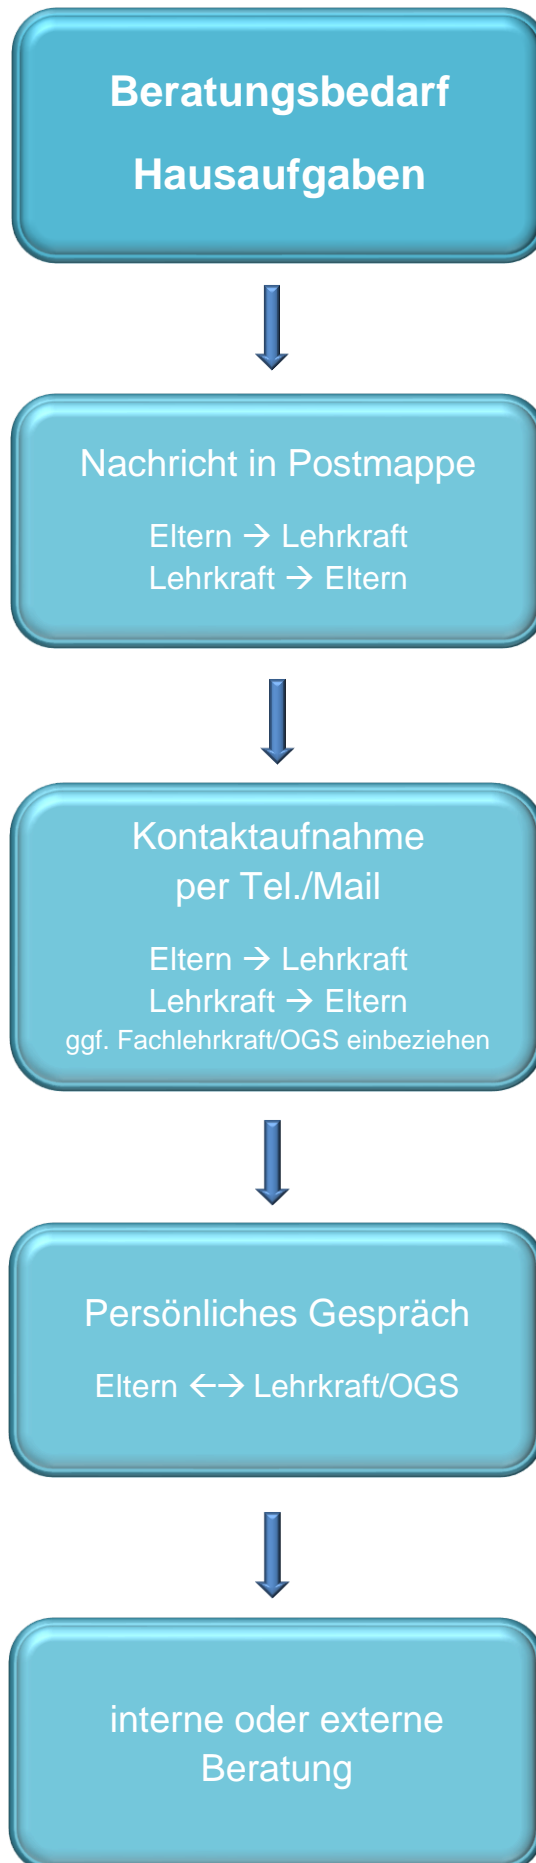 Beratungsbedarf
Hausaufgaben
Nachricht in Postmappe
Eltern → Lehrkraft
Lehrkraft → Eltern
Kontaktaufnahme
per Tel./Mail
Eltern → Lehrkraft
Lehrkraft → Eltern
ggf. Fachlehrkraft/OGS einbeziehen
Persönliches Gespräch
Eltern ←→ Lehrkraft/OGS
interne oder externe
Beratung